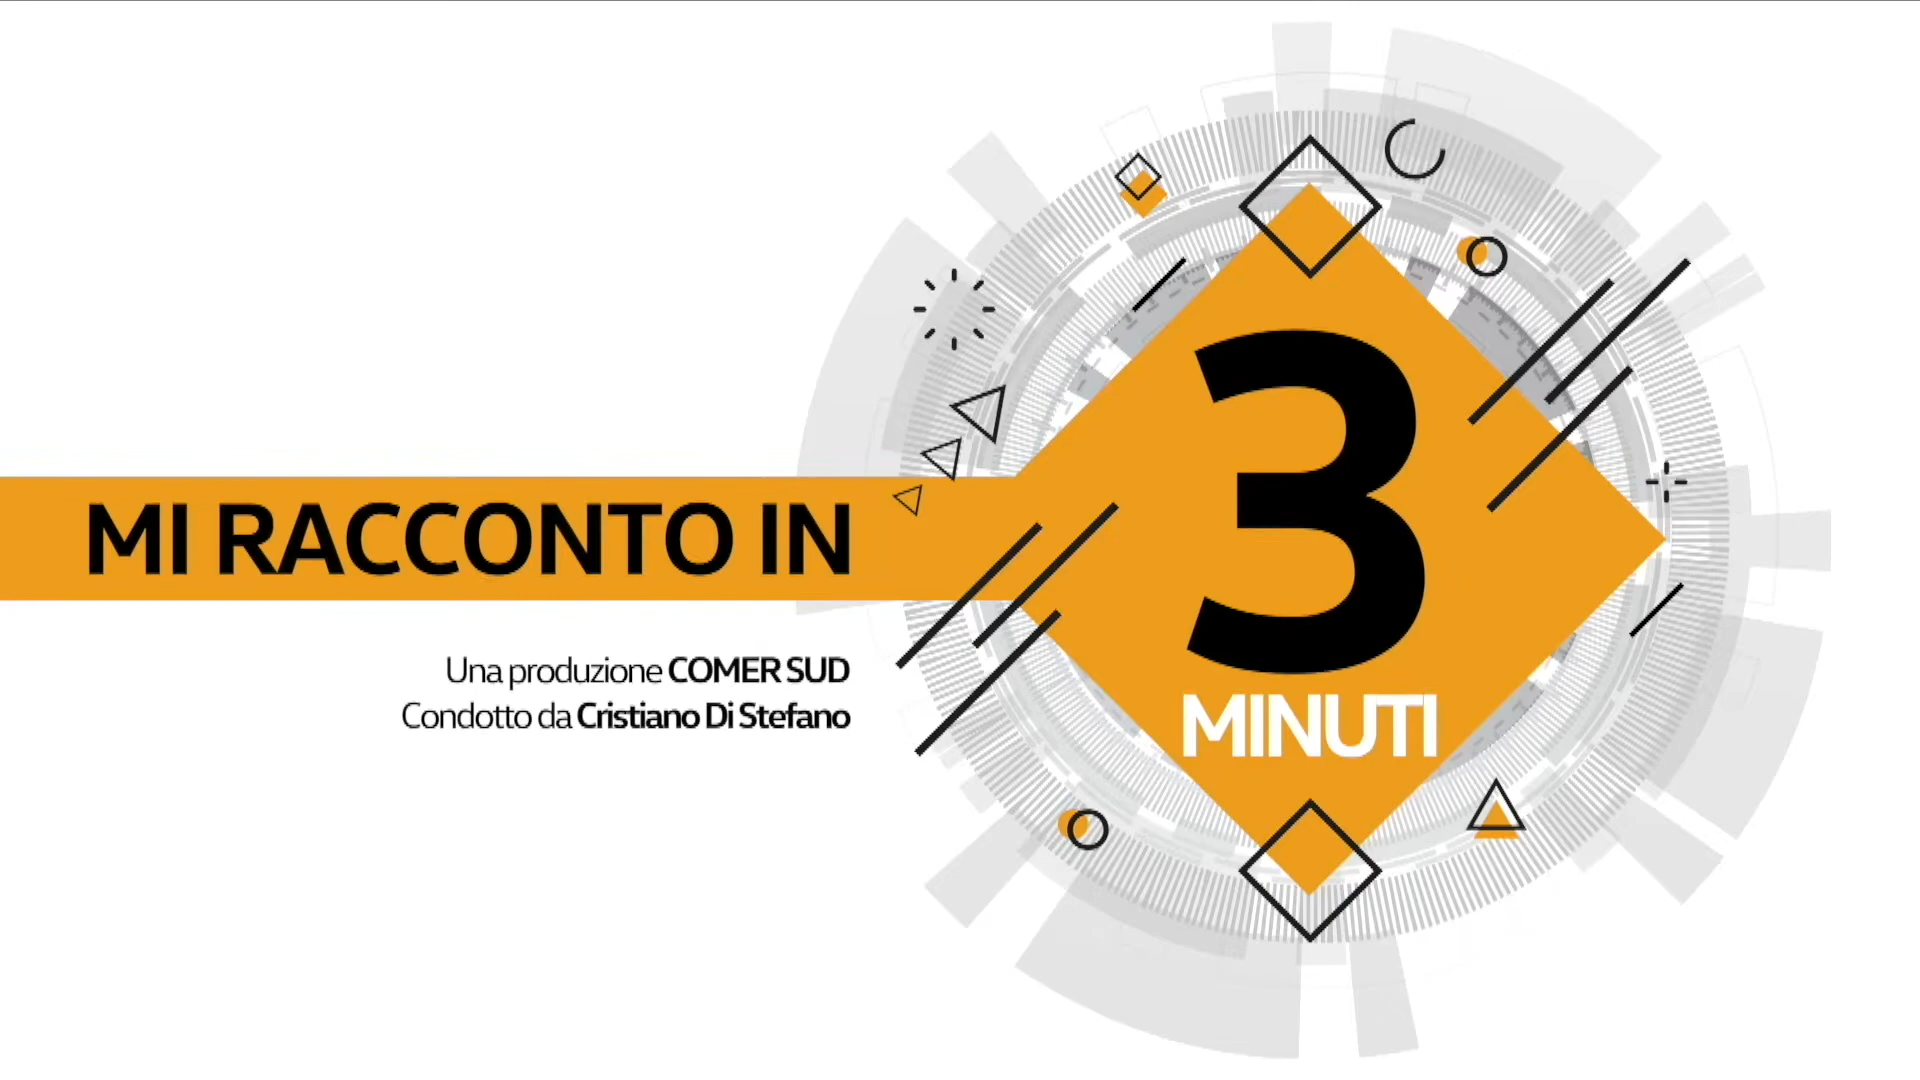 MI RACCONTO IN
3
MINUTI
Una produzione COMER SUD
Condotto da Cristiano Di Stefano